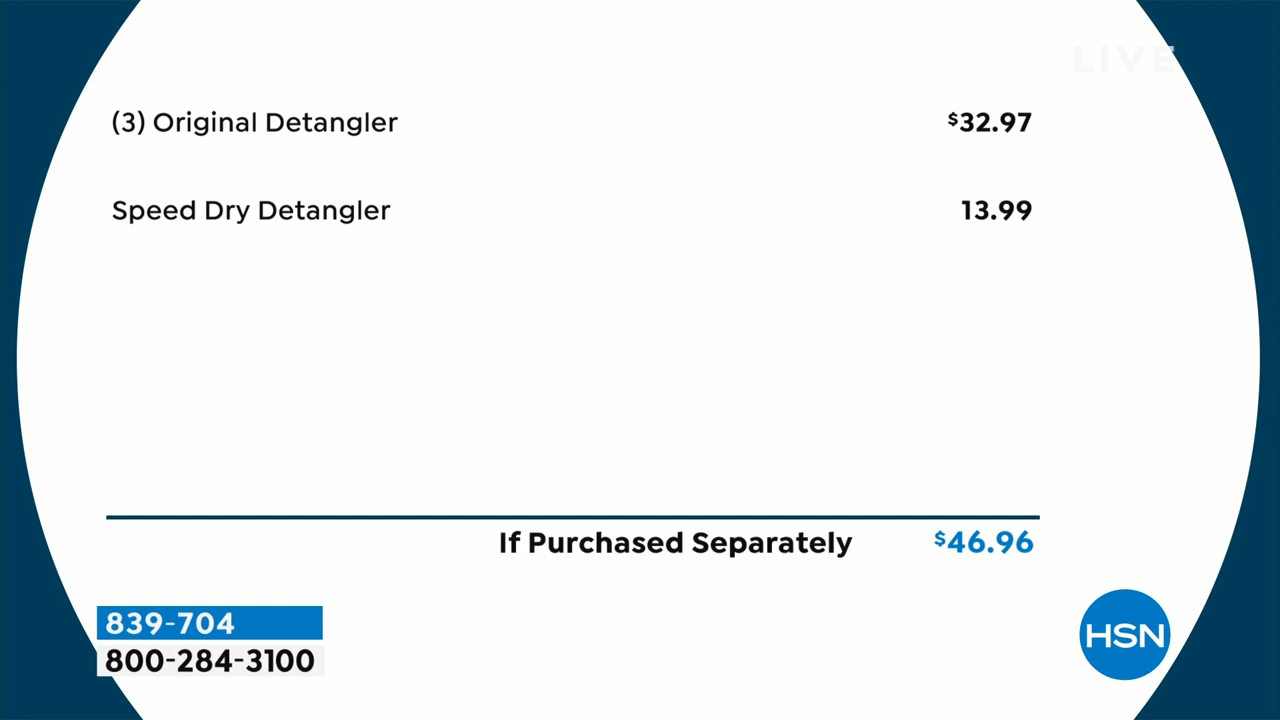 LIVE
(3) Original Detangler $32.97
Speed Dry Detangler 13.99
If Purchased Separately $46.96
839-704
800-284-3100
HSN